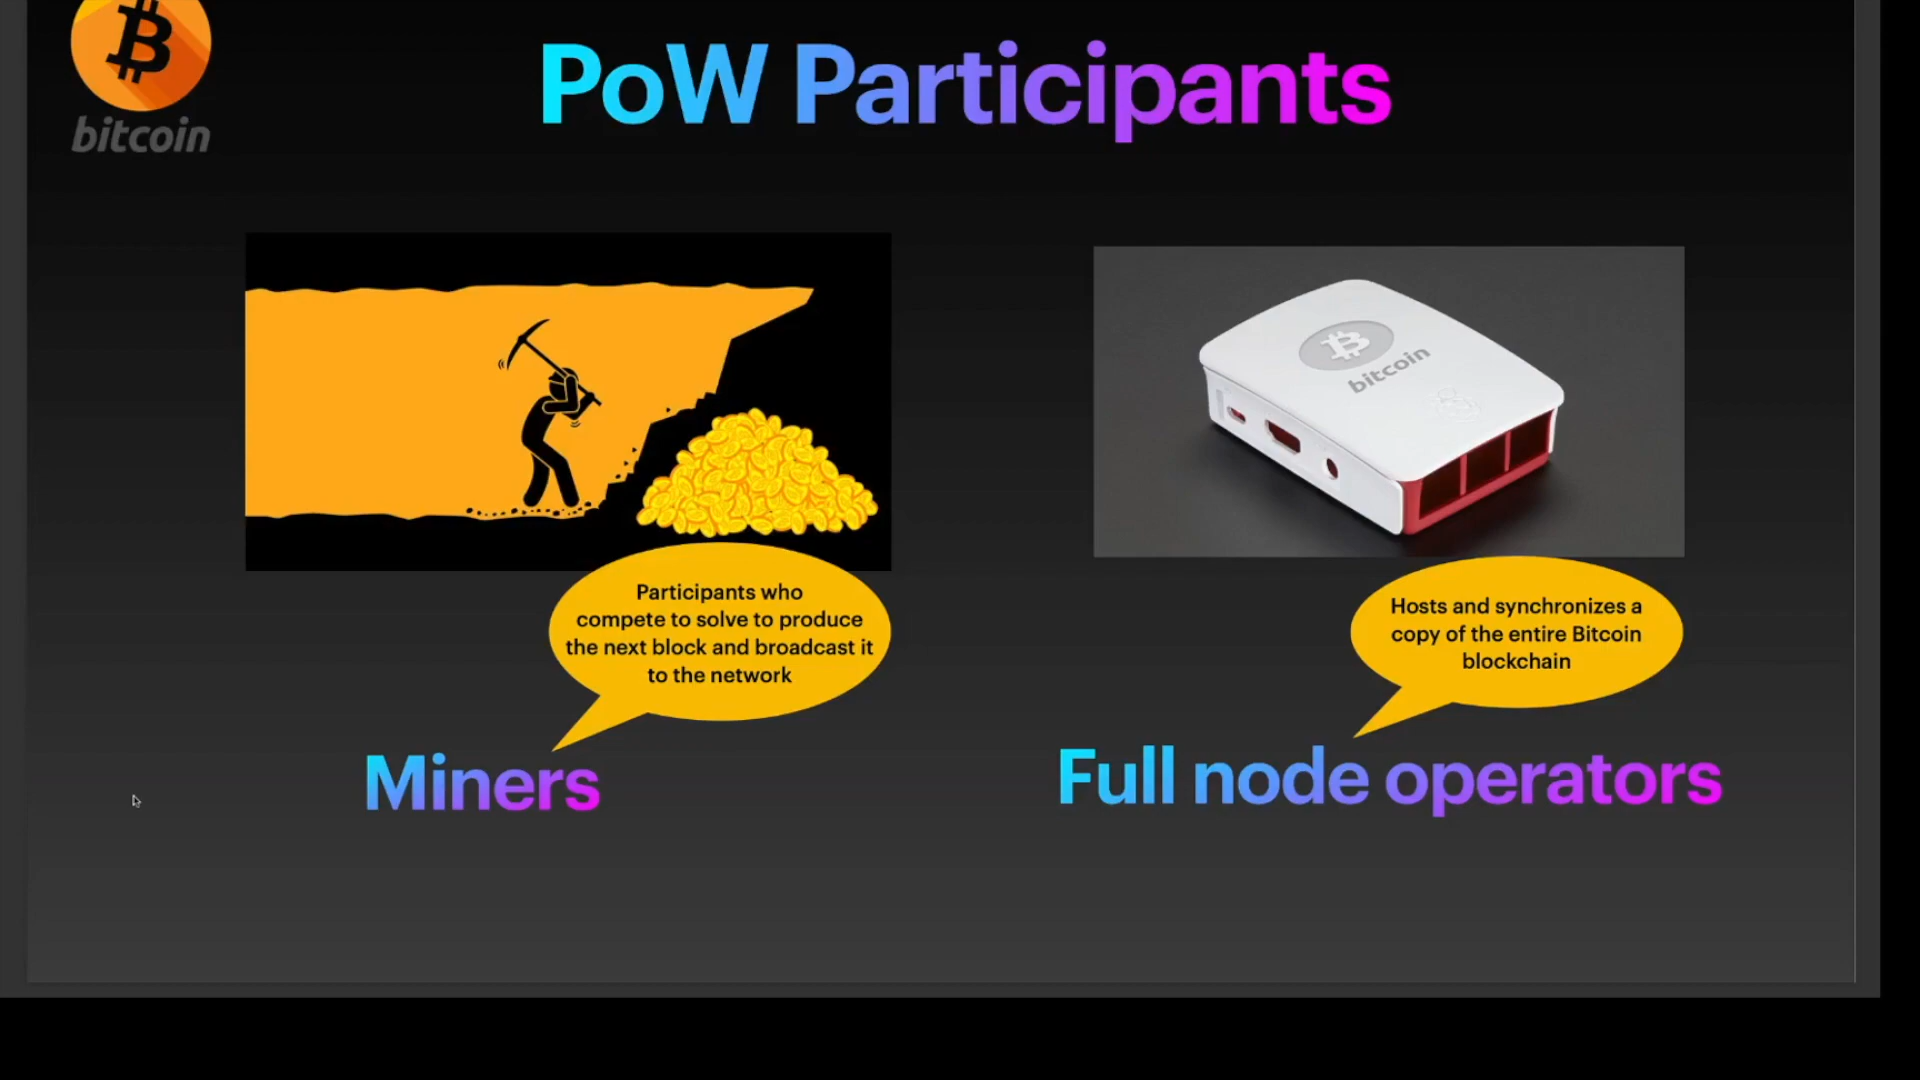 bitcoin
PoW Participants
bitcoin
Participants who
compete to solve to produce
the next block and broadcast it
to the network
Hosts and synchronizes a
copy of the entire Bitcoin
blockchain
Miners
Full node operators